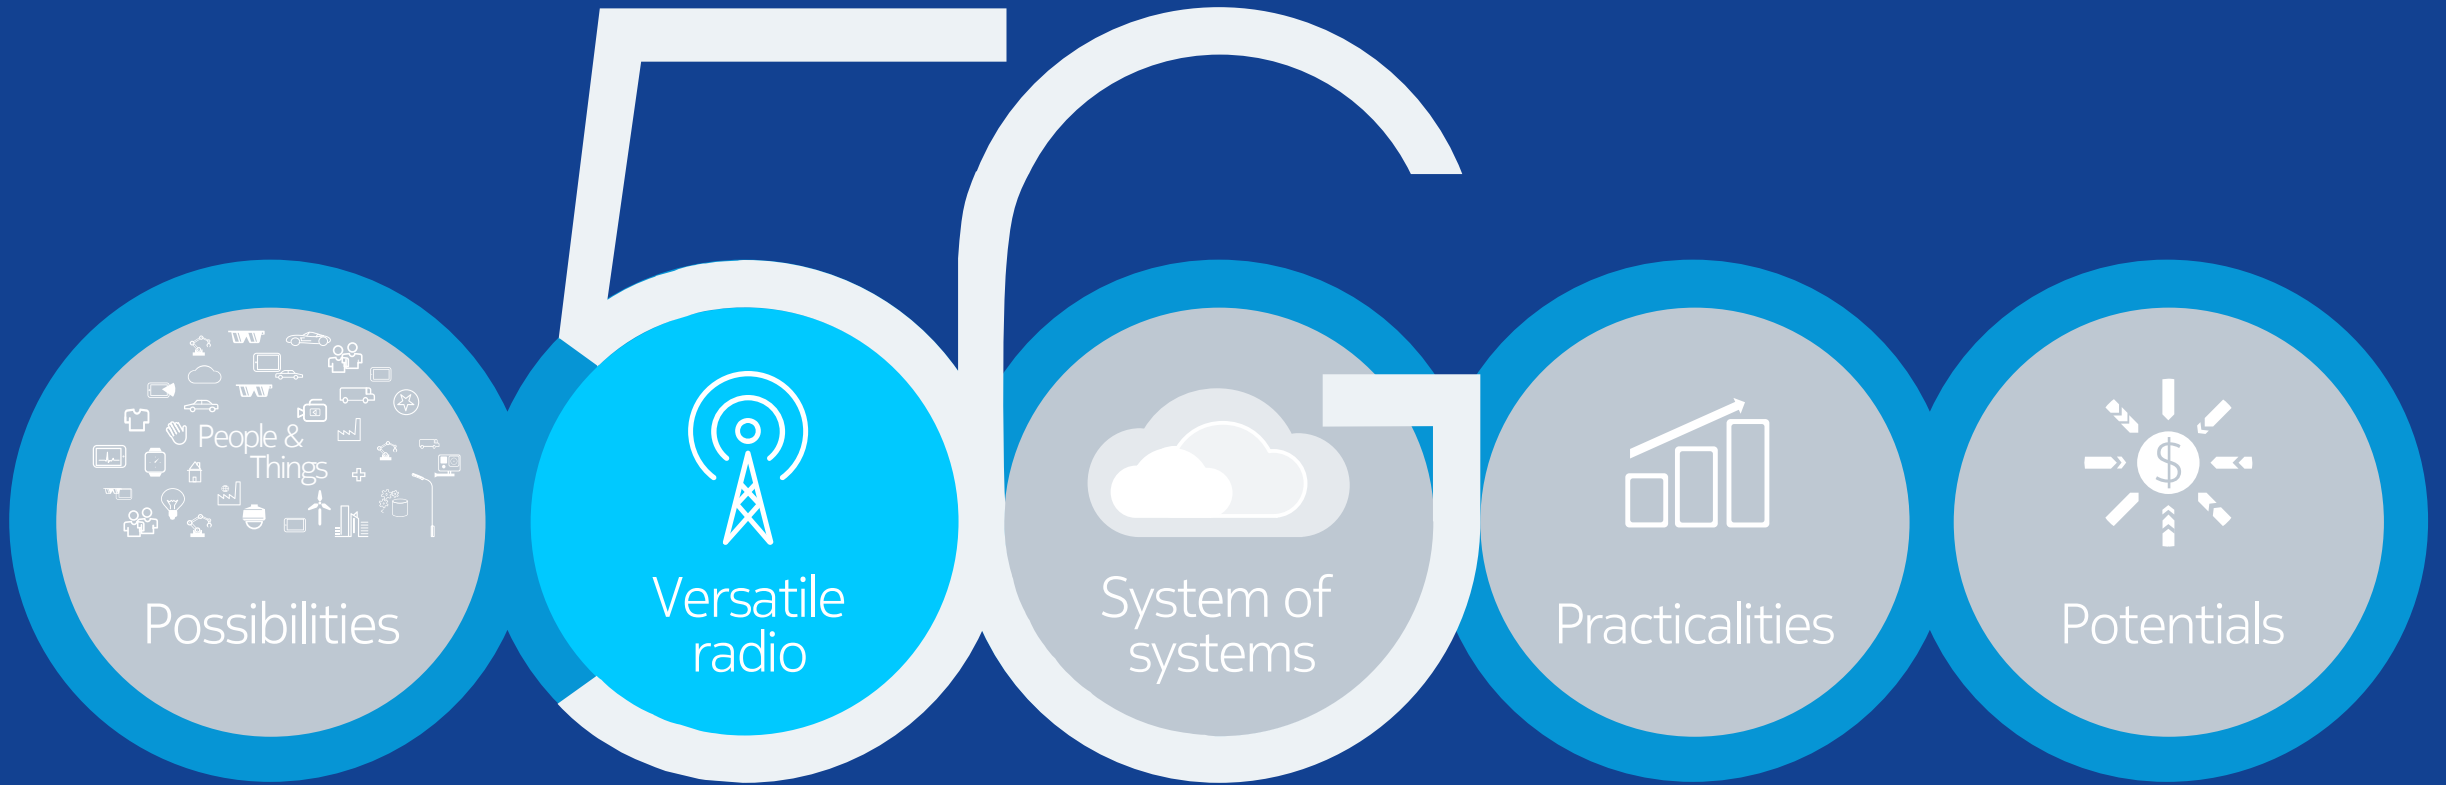 5G
People &
Things
Possibilities
Versatile
radio
System of
systems
Practicalities
$
Potentials